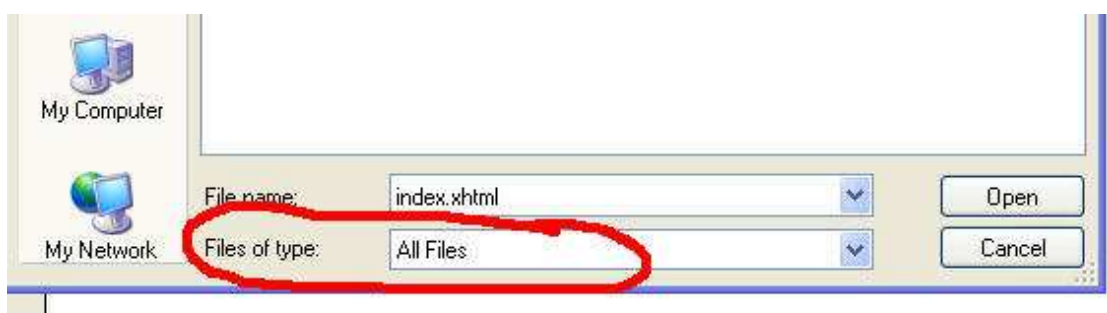 My Computer
File name: index.xhtml Open
My Network Files of type: All Files Cancel